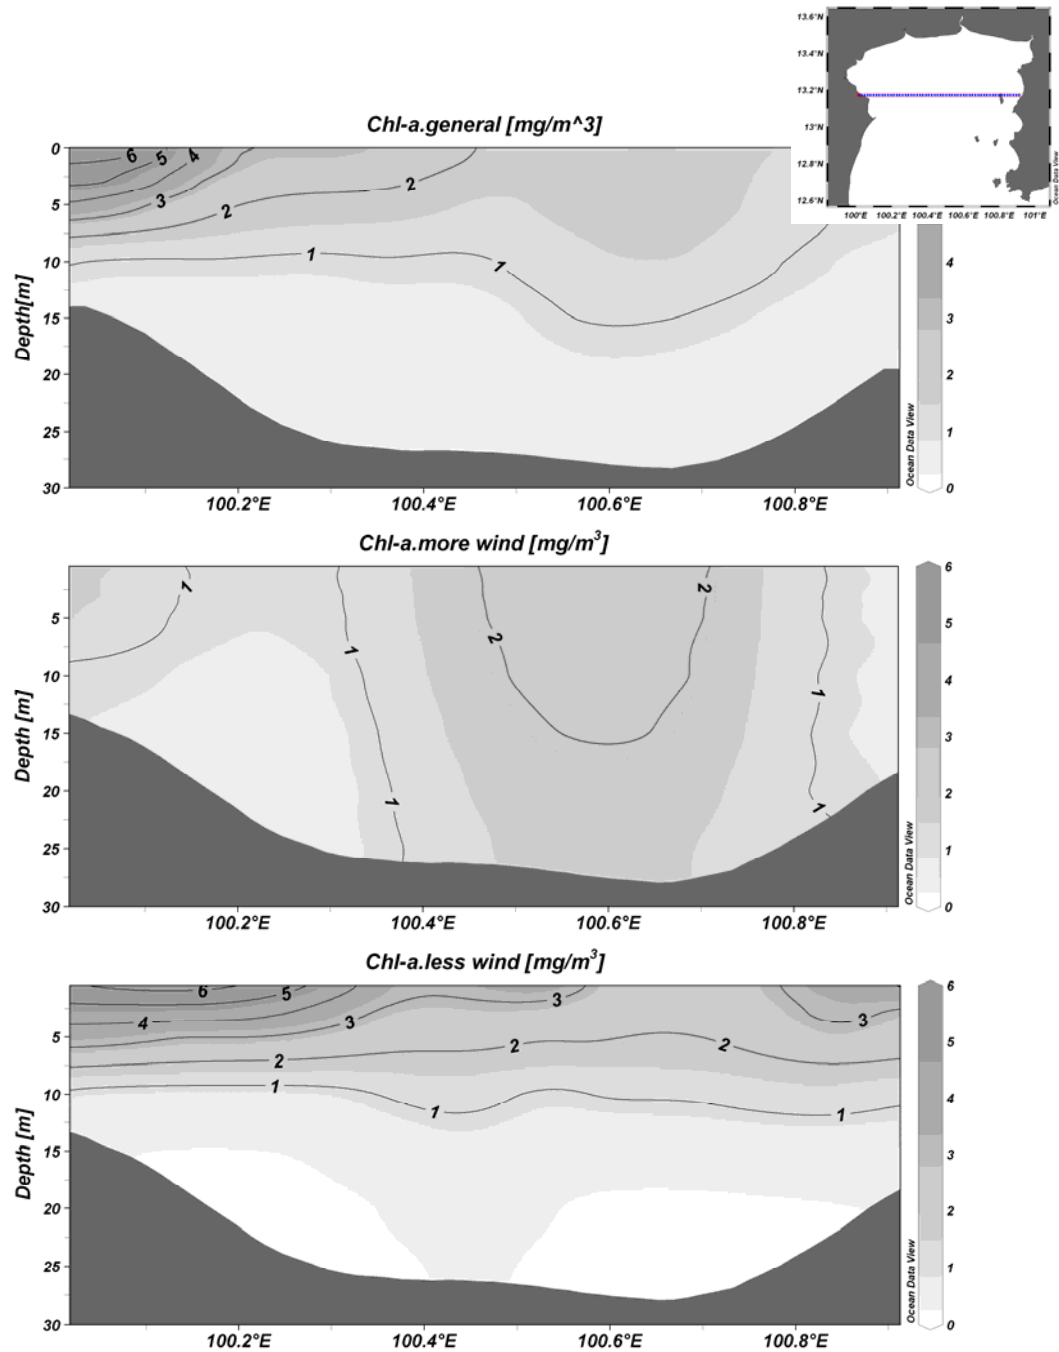 13.6°N
13.4°N
13.2°N
13°N
12.8°N
12.6°N
100°E 100.2°E 100.4°E 100.6°E 100.8°E 101°E
Ocean Data View
Chl-a.general [mg/m^3]
Depth[m]
0
5
10
15
20
25
30
6 5 4
3
2
2
1
1
100.2°E 100.4°E 100.6°E 100.8°E
4
3
2
1
0
Ocean Data View
Chl-a.more wind [mg/m³]
Depth [m]
5
10
15
20
25
30
1
1
1
2
2
1
1
100.2°E 100.4°E 100.6°E 100.8°E
6
5
4
3
2
1
0
Ocean Data View
Chl-a.less wind [mg/m³]
Depth [m]
5
10
15
20
25
30
6 5 3
4 3 3
2 2 2
1 1 1
100.2°E 100.4°E 100.6°E 100.8°E
6
5
4
3
2
1
0
Ocean Data View